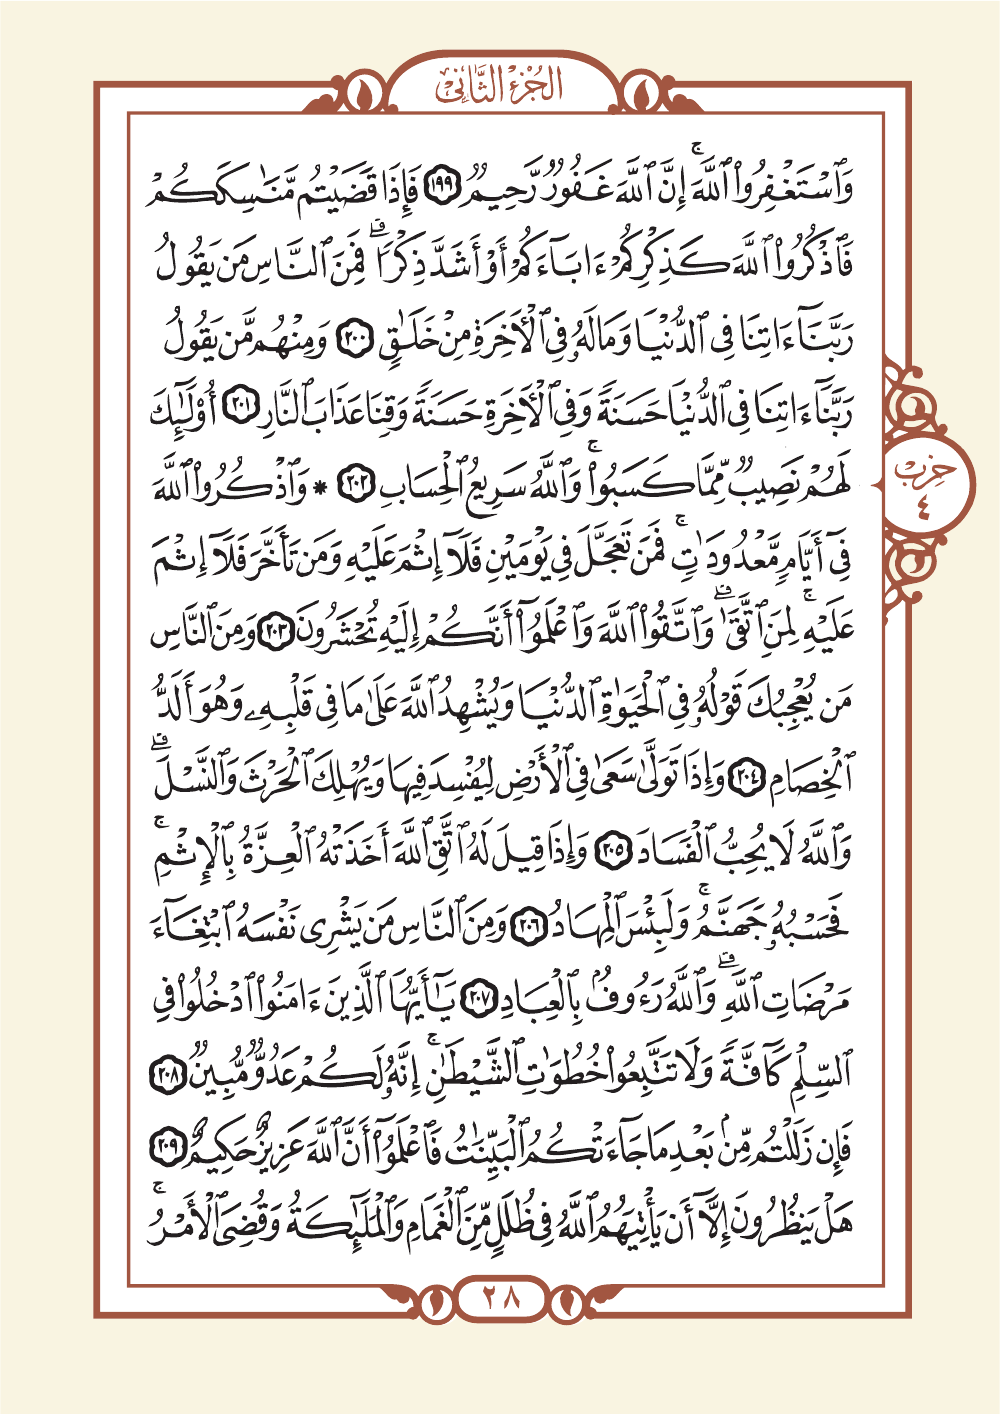 الجُزْءُ الثَّانِي
وَٱسْتَغْفِرُوا۟ ٱللَّهَۚ إِنَّ ٱللَّهَ غَفُورٌ رَّحِيمٌ ١٩٩ فَإِذَا قَضَيْتُم مَّنَٰسِكَكُمْ
فَٱذْكُرُوا۟ ٱللَّهَ كَذِكْرِكُمْ ءَابَآءَكُمْ أَوْ أَشَدَّ ذِكْرًاۗ فَمِنَ ٱلنَّاسِ مَن يَقُولُ
رَبَّنَآ ءَاتِنَا فِى ٱلدُّنْيَا وَمَا لَهُۥ فِى ٱلْأَخِرَةِ مِنْ خَلَٰقٍ ٢٠٠ وَمِنْهُم مَّن يَقُولُ
رَبَّنَآ ءَاتِنَا فِى ٱلدُّنْيَا حَسَنَةً وَفِى ٱلْأَخِرَةِ حَسَنَةً وَقِنَا عَذَابَ ٱلنَّارِ ٢٠١ أُو۟لَٰٓئِكَ
لَهُمْ نَصِيبٌ مِّمَّا كَسَبُوا۟ۚ وَٱللَّهُ سَرِيعُ ٱلْحِسَابِ ٢٠٢ * وَٱذْكُرُوا۟ ٱللَّهَ
حِزْب
٤
فِىٓ أَيَّامٍ مَّعْدُودَٰتٍۚ فَمَن تَعَجَّلَ فِى يَوْمَيْنِ فَلَآ إِثْمَ عَلَيْهِ وَمَن تَأَخَّرَ فَلَآ إِثْمَ
عَلَيْهِۚ لِمَنِ ٱتَّقَىٰۗ وَٱتَّقُوا۟ ٱللَّهَ وَٱعْلَمُوٓا۟ أَنَّكُمْ إِلَيْهِ تُحْشَرُونَ ٢٠٣ وَمِنَ ٱلنَّاسِ
مَن يُعْجِبُكَ قَوْلُهُۥ فِى ٱلْحَيَوٰةِ ٱلدُّنْيَا وَيُشْهِدُ ٱللَّهَ عَلَىٰ مَا فِى قَلْبِهِۦ وَهُوَ أَلَدُّ
ٱلْخِصَامِ ٢٠٤ وَإِذَا تَوَلَّىٰ سَعَىٰ فِى ٱلْأَرْضِ لِيُفْسِدَ فِيهَا وَيُهْلِكَ ٱلْحَرْثَ وَٱلنَّسْلَۗ
وَٱللَّهُ لَا يُحِبُّ ٱلْفَسَادَ ٢٠٥ وَإِذَا قِيلَ لَهُ ٱتَّقِ ٱللَّهَ أَخَذَتْهُ ٱلْعِزَّةُ بِٱلْإِثْمِۚ
فَحَسْبُهُۥ جَهَنَّمُۚ وَلَبِئْسَ ٱلْمِهَادُ ٢٠٦ وَمِنَ ٱلنَّاسِ مَن يَشْرِى نَفْسَهُ ٱبْتِغَآءَ
مَرْضَاتِ ٱللَّهِۗ وَٱللَّهُ رَءُوفٌۢ بِٱلْعِبَادِ ٢٠٧ يَٰٓأَيُّهَا ٱلَّذِينَ ءَامَنُوا۟ ٱدْخُلُوا۟ فِى
ٱلسِّلْمِ كَآفَّةً وَلَا تَتَّبِعُوا۟ خُطُوَٰتِ ٱلشَّيْطَٰنِۚ إِنَّهُۥ لَكُمْ عَدُوٌّ مُّبِينٌ ٢٠٨
فَإِن زَلَلْتُم مِّنۢ بَعْدِ مَا جَآءَتْكُمُ ٱلْبَيِّنَٰتُ فَٱعْلَمُوٓا۟ أَنَّ ٱللَّهَ عَزِيزٌ حَكِيمٌ ٢٠٩
هَلْ يَنظُرُونَ إِلَّآ أَن يَأْتِيَهُمُ ٱللَّهُ فِى ظُلَلٍ مِّنَ ٱلْغَمَامِ وَٱلْمَلَٰٓئِكَةُ وَقُضِىَ ٱلْأَمْرُۚ
٢٨